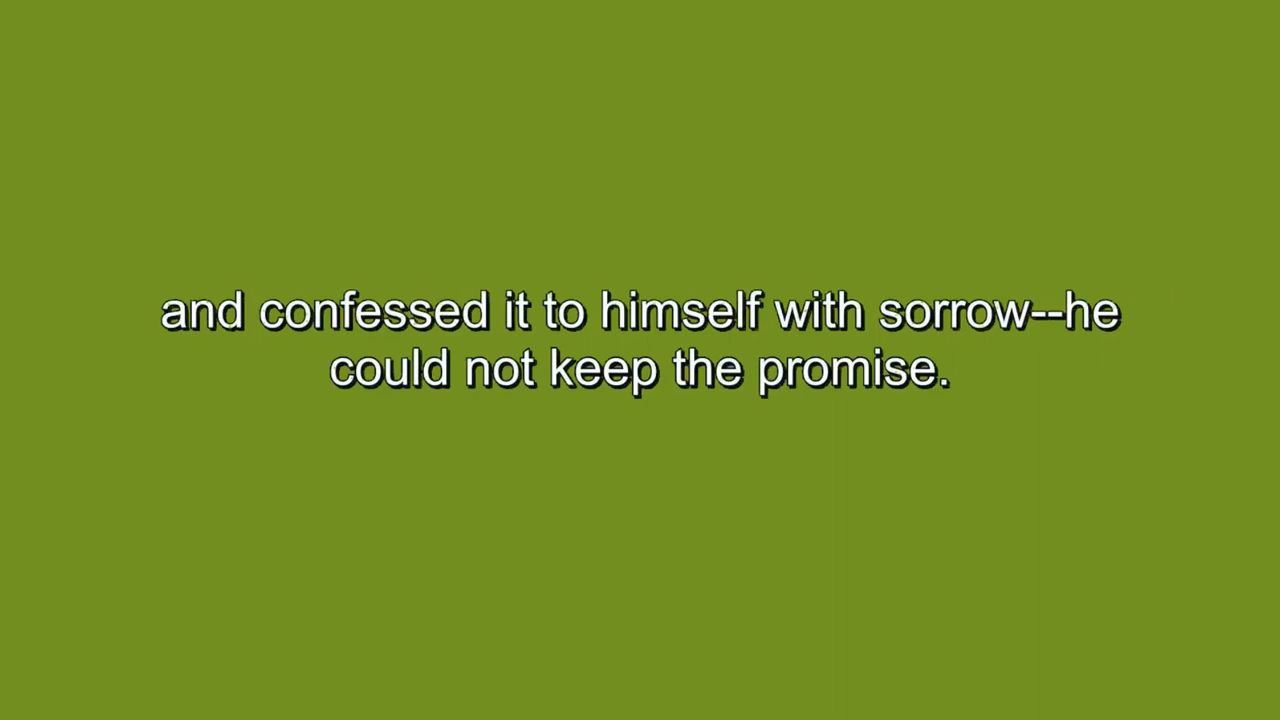 and confessed it to himself with sorrow--he
could not keep the promise.